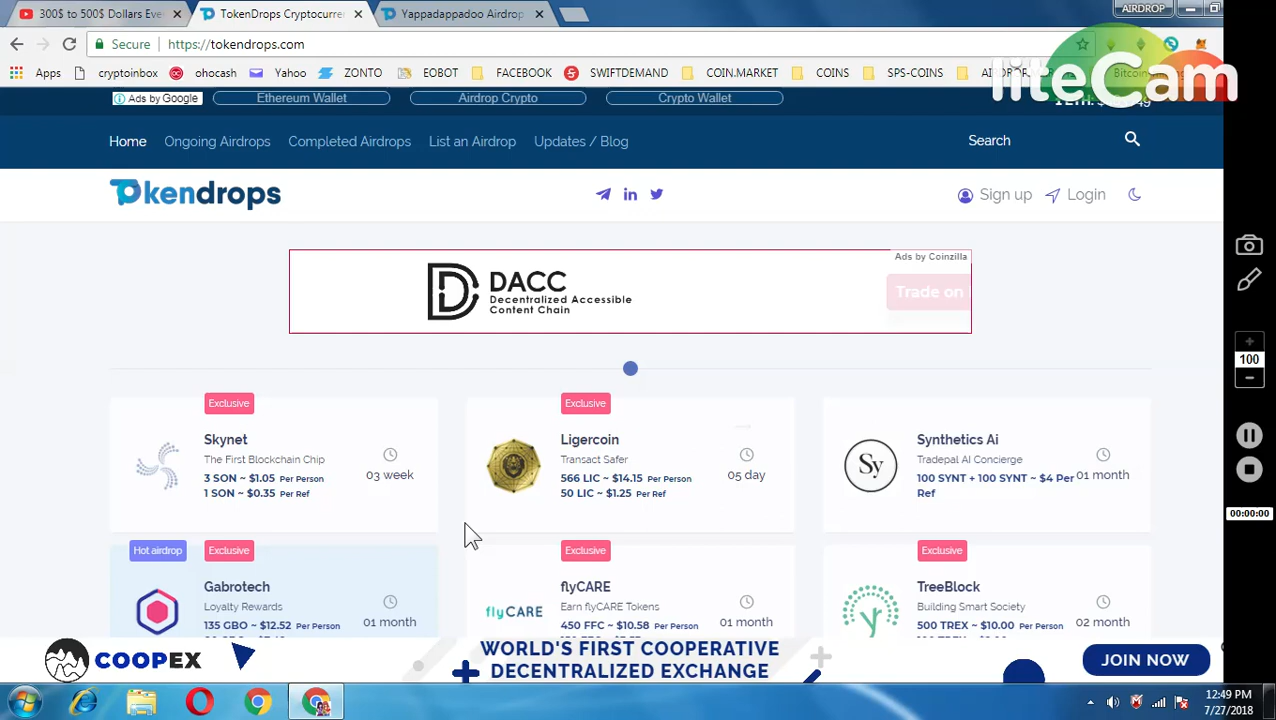 300$ to 500$ Dollars Eve
TokenDrops Cryptocurre
Yappadappadoo Airdrop
AIRDROP
Secure
https://tokendrops.com
Apps
cryptoinbox
ohocash
Yahoo
ZONTO
EOBOT
FACEBOOK
SWIFTDEMAND
COIN.MARKET
COINS
SPS-COINS
liteCam
Ads by Google
Ethereum Wallet
Airdrop Crypto
Crypto Wallet
Home
Ongoing Airdrops
Completed Airdrops
List an Airdrop
Updates / Blog
Search
Tokendrops
Sign up
Login
Ads by Coinzilla
DACC
Decentralized Accessible
Content Chain
Trade on
Exclusive
Skynet
The First Blockchain Chip
3 SON ~ $1.05 Per Person
1 SON ~ $0.35 Per Ref
03 week
Exclusive
Ligercoin
Transact Safer
566 LIC ~ $14.15 Per Person
50 LIC ~ $1.25 Per Ref
05 day
Sy
Synthetics Ai
Tradepal AI Concierge
100 SYNT + 100 SYNT ~ $4 Per
Ref
01 month
Hot airdrop
Exclusive
Gabrotech
Loyalty Rewards
135 GBO ~ $12.52 Per Person
01 month
Exclusive
flyCARE
flyCARE
Earn flyCARE Tokens
450 FFC ~ $10.58 Per Person
01 month
Exclusive
TreeBlock
Building Smart Society
500 TREX ~ $10.00 Per Person
02 month
COOPEX
WORLD'S FIRST COOPERATIVE
DECENTRALIZED EXCHANGE
JOIN NOW
100
00:00:00
12:49 PM
7/27/2018